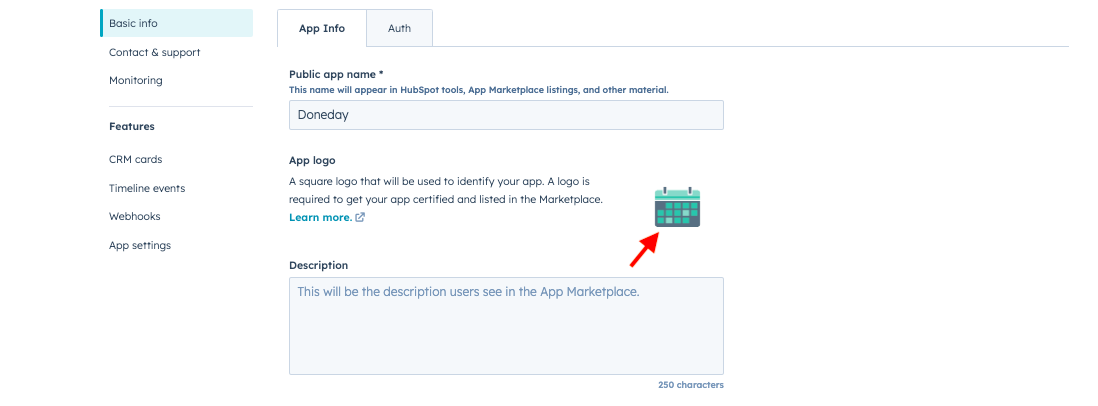 Basic info
Contact & support
Monitoring
Features
CRM cards
Timeline events
Webhooks
App settings
App Info
Auth
Public app name *
This name will appear in HubSpot tools, App Marketplace listings, and other material.
Doneday
App logo
A square logo that will be used to identify your app. A logo is
required to get your app certified and listed in the Marketplace.
Learn more.
Description
This will be the description users see in the App Marketplace.
250 characters